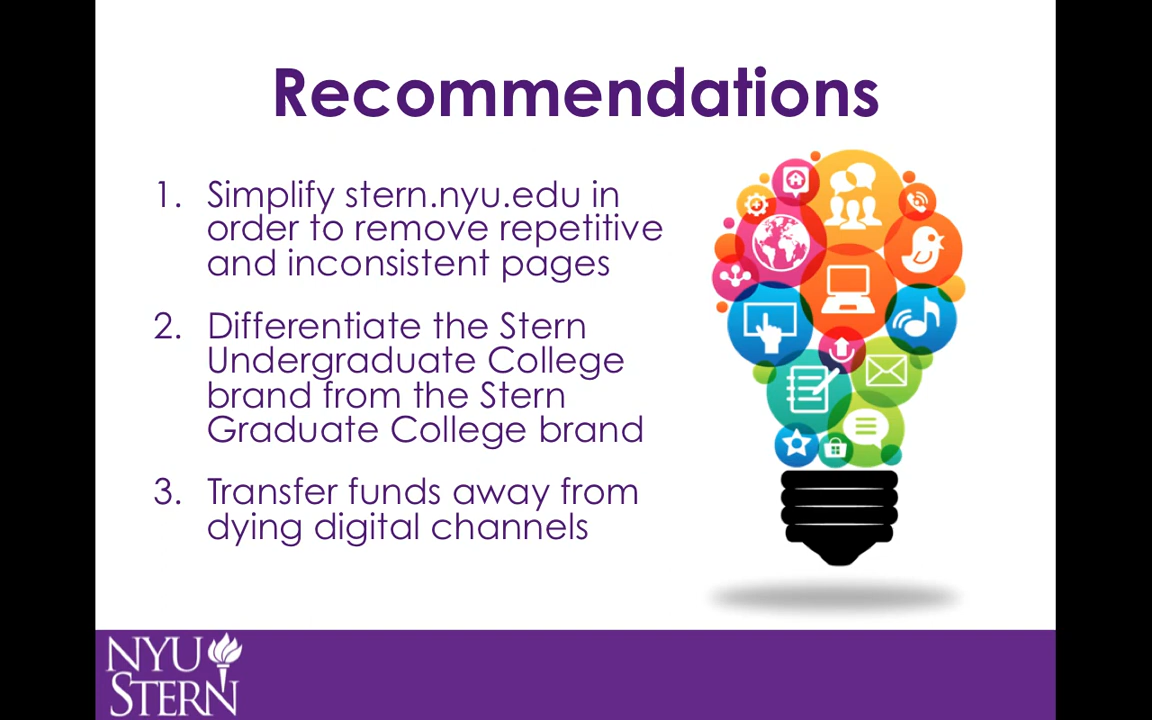 Recommendations
1. Simplify stern.nyu.edu in
order to remove repetitive
and inconsistent pages
2. Differentiate the Stern
Undergraduate College
brand from the Stern
Graduate College brand
3. Transfer funds away from
dying digital channels
NYU
STERN